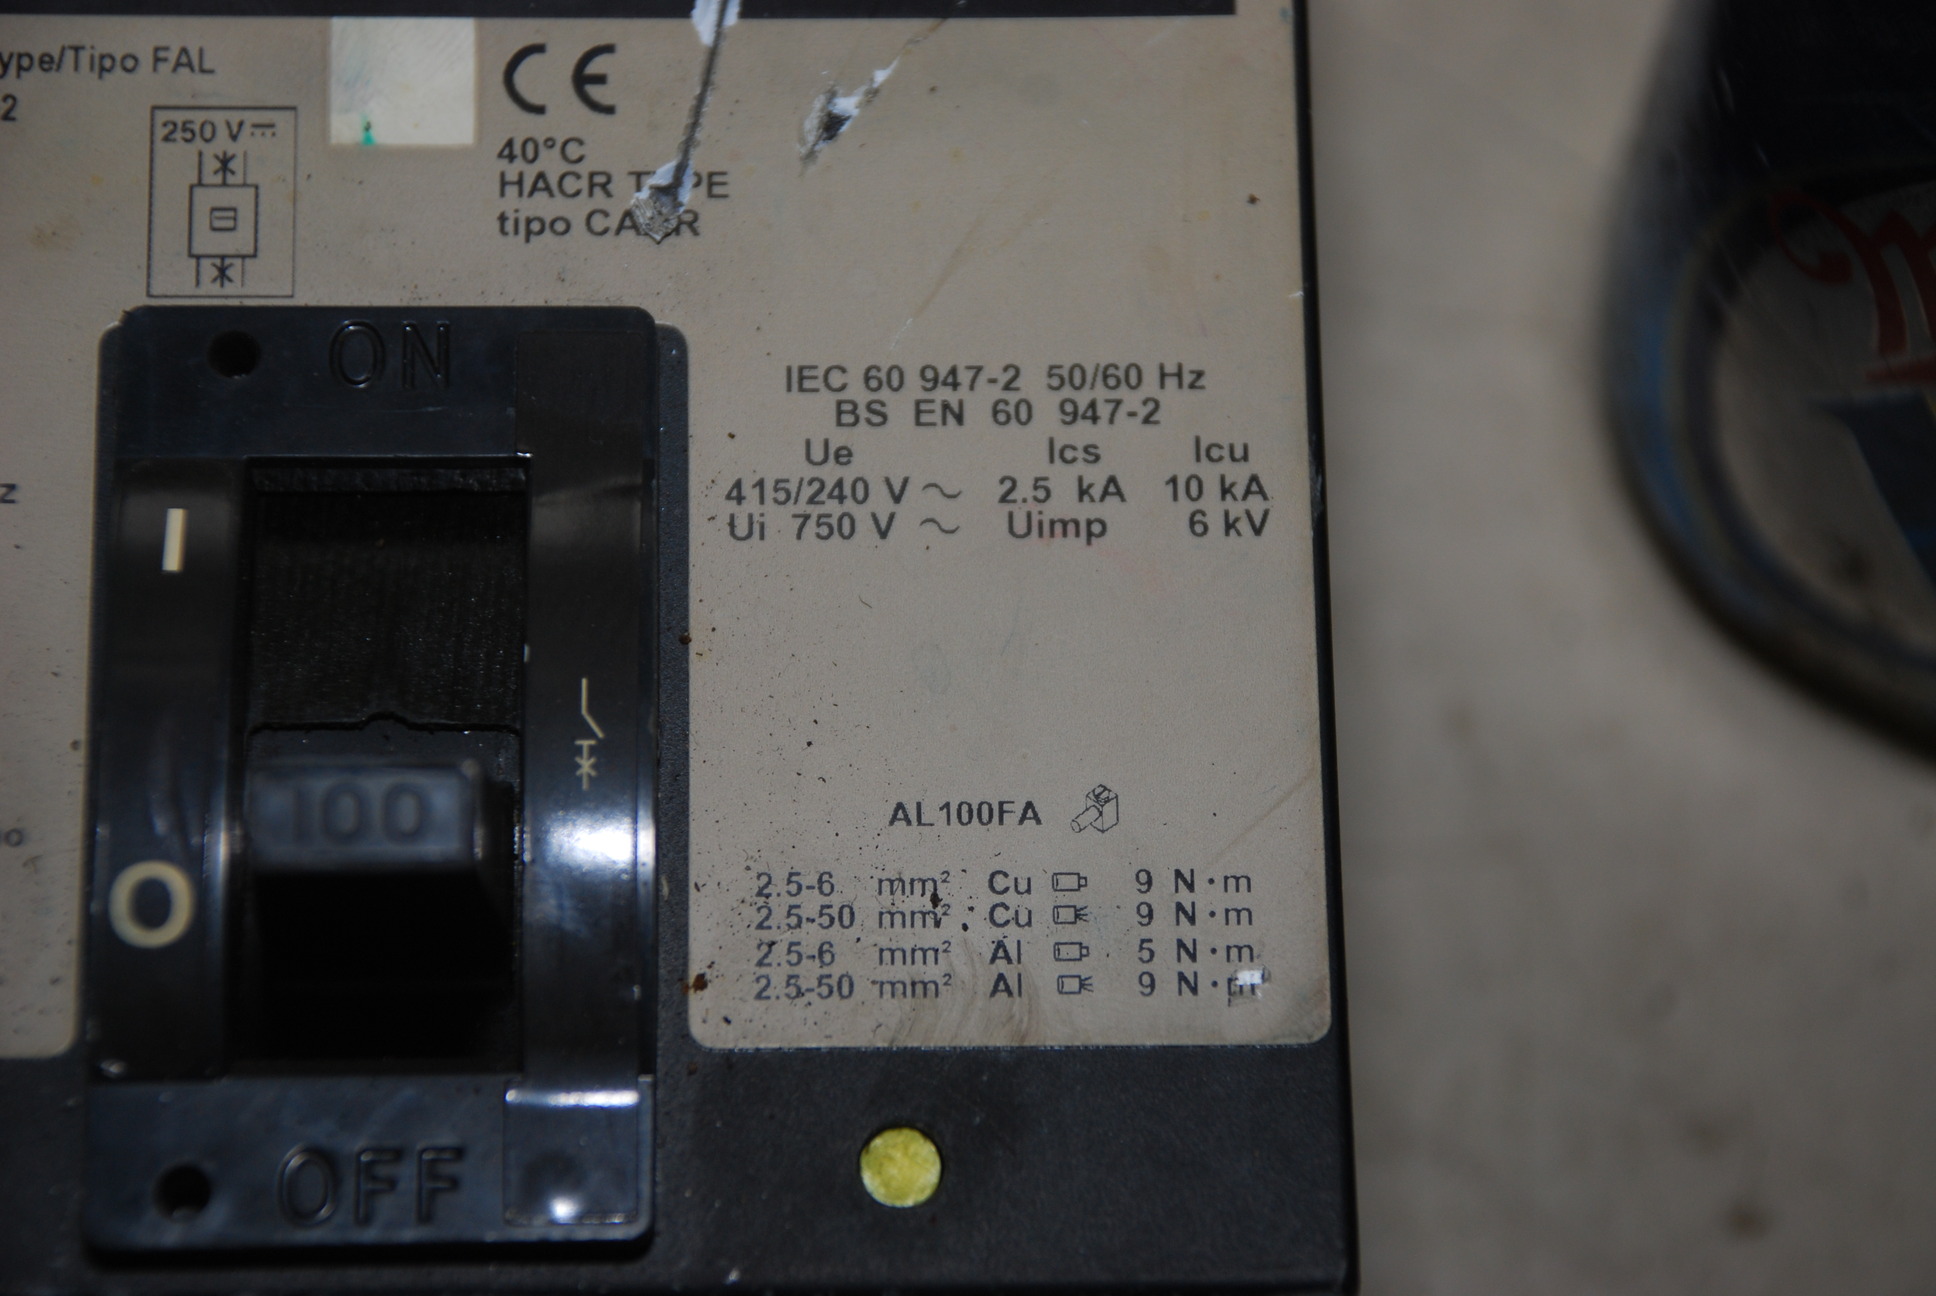 ype/Tipo FAL
2
250 V
CE
40°C
HACR TYPE
tipo CA R
ON
IEC 60 947-2 50/60 Hz
BS EN 60 947-2
Ue Ics Icu
415/240 V ~ 2.5 kA 10 kA
Ui 750 V ~ Uimp 6 kV
z
I
100
O
AL100FA
2.5-6 mm² Cu 9 N·m
2.5-50 mm² Cu 9 N·m
2.5-6 mm² Al 5 N·m
2.5-50 mm² Al 9 N·m
OFF